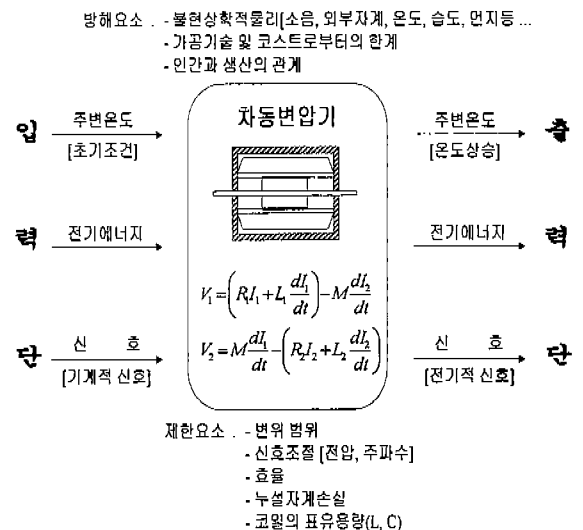 방해요소 . - 불현상학적물리[소음, 외부자계, 온도, 습도, 먼지등 ...
- 가공기술 및 코스트로부터의 한계
- 인간과 생산의 관계
차동변압기
입력단
주변온도
[초기조건]
전기에너지
신 호
[기계적 신호]
V₁ = (R₁I₁ + L₁ dI₁/dt) − M dI₂/dt
V₂ = M dI₁/dt − (R₂I₂ + L₂ dI₂/dt)
주변온도
[온도상승]
전기에너지
신 호
[전기적 신호]
출력단
제한요소 . - 변위 범위
- 신호조절 [전압, 주파수]
- 효율
- 누설자계손실
- 코일의 표유용량(L, C)